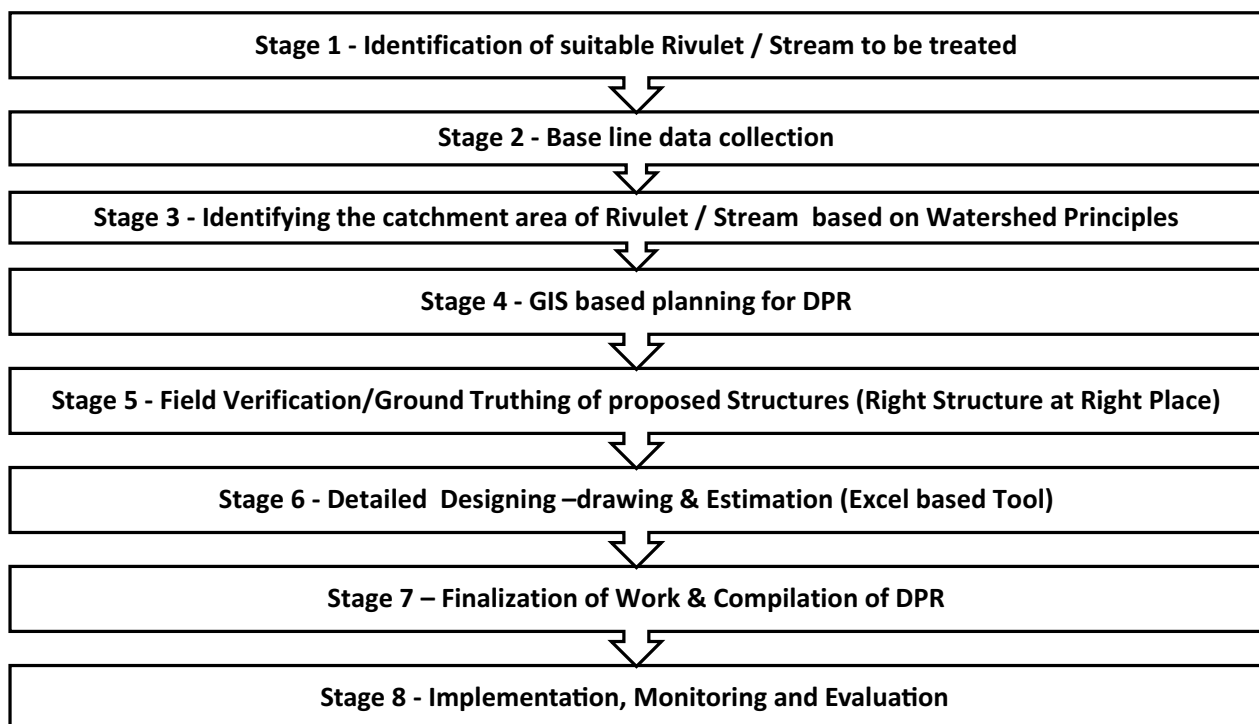 Stage 1 - Identification of suitable Rivulet / Stream to be treated
Stage 2 - Base line data collection
Stage 3 - Identifying the catchment area of Rivulet / Stream  based on Watershed Principles
Stage 4 - GIS based planning for DPR
Stage 5 - Field Verification/Ground Truthing of proposed Structures (Right Structure at Right Place)
Stage 6 - Detailed  Designing –drawing & Estimation (Excel based Tool)
Stage 7 – Finalization of Work & Compilation of DPR
Stage 8 - Implementation, Monitoring and Evaluation